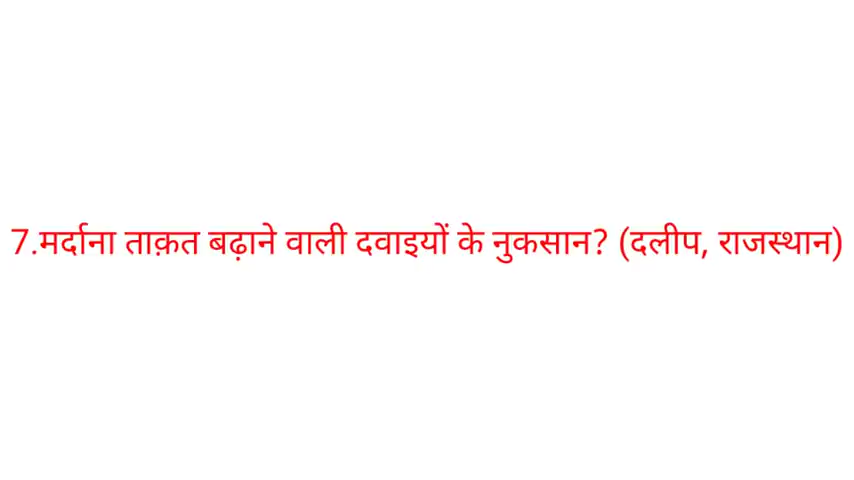 7.मर्दाना ताक़त बढ़ाने वाली दवाइयों के नुकसान? (दलीप, राजस्थान)